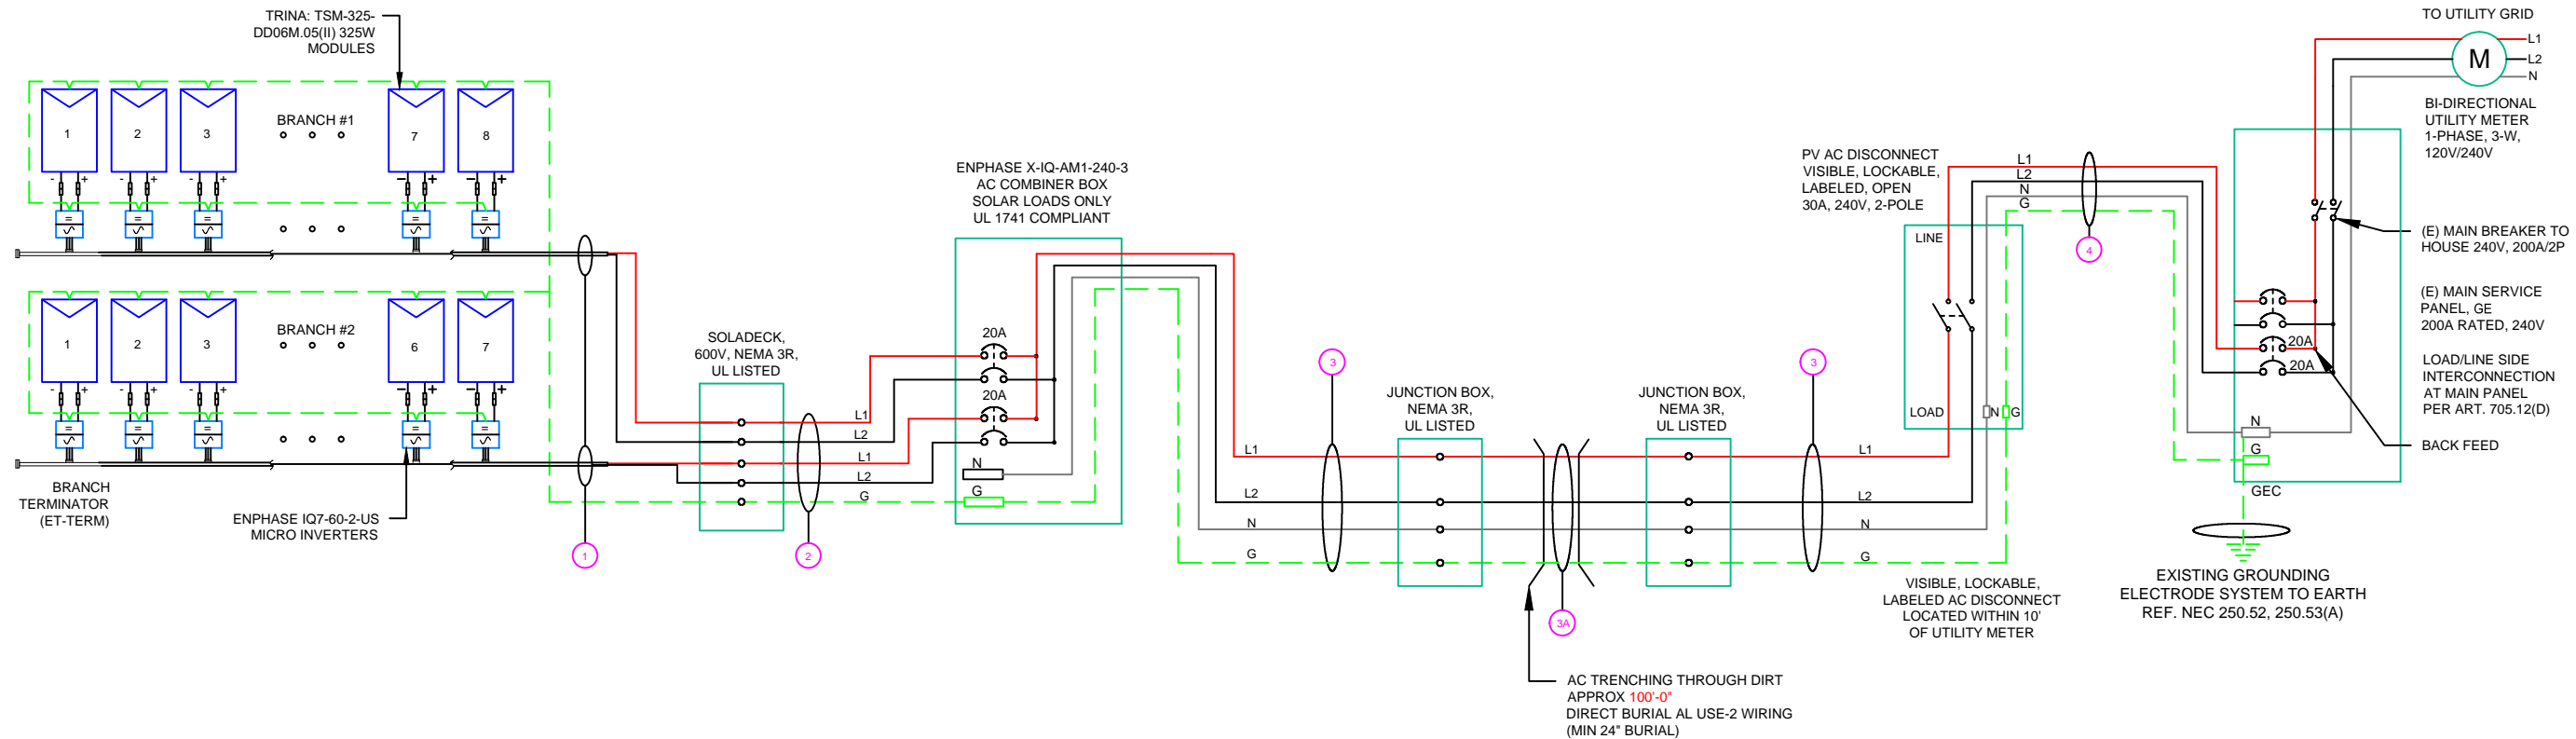 TRINA: TSM-325-
DD06M.05(II) 325W
MODULES
1
2
3
BRANCH #1
7
8
- +
- +
- +
- +
- +
=
=
=
=
=
1
2
3
BRANCH #2
6
7
- +
- +
- +
- +
- +
=
=
=
=
=
BRANCH
TERMINATOR
(ET-TERM)
ENPHASE IQ7-60-2-US
MICRO INVERTERS
1
SOLADECK,
600V, NEMA 3R,
UL LISTED
L1
L2
L1
L2
G
2
ENPHASE X-IQ-AM1-240-3
AC COMBINER BOX
SOLAR LOADS ONLY
UL 1741 COMPLIANT
20A
20A
N
G
L1
L2
N
G
3
JUNCTION BOX,
NEMA 3R,
UL LISTED
3A
AC TRENCHING THROUGH DIRT
APPROX 100'-0"
DIRECT BURIAL AL USE-2 WIRING
(MIN 24" BURIAL)
JUNCTION BOX,
NEMA 3R,
UL LISTED
3
L1
L2
N
G
PV AC DISCONNECT
VISIBLE, LOCKABLE,
LABELED, OPEN
30A, 240V, 2-POLE
LINE
LOAD
N G
VISIBLE, LOCKABLE,
LABELED AC DISCONNECT
LOCATED WITHIN 10'
OF UTILITY METER
L1
L2
N
G
4
TO UTILITY GRID
M
L1
L2
N
BI-DIRECTIONAL
UTILITY METER
1-PHASE, 3-W,
120V/240V
(E) MAIN BREAKER TO
HOUSE 240V, 200A/2P
(E) MAIN SERVICE
PANEL, GE
200A RATED, 240V
20A
20A
LOAD/LINE SIDE
INTERCONNECTION
AT MAIN PANEL
PER ART. 705.12(D)
BACK FEED
N
G
GEC
EXISTING GROUNDING
ELECTRODE SYSTEM TO EARTH
REF. NEC 250.52, 250.53(A)